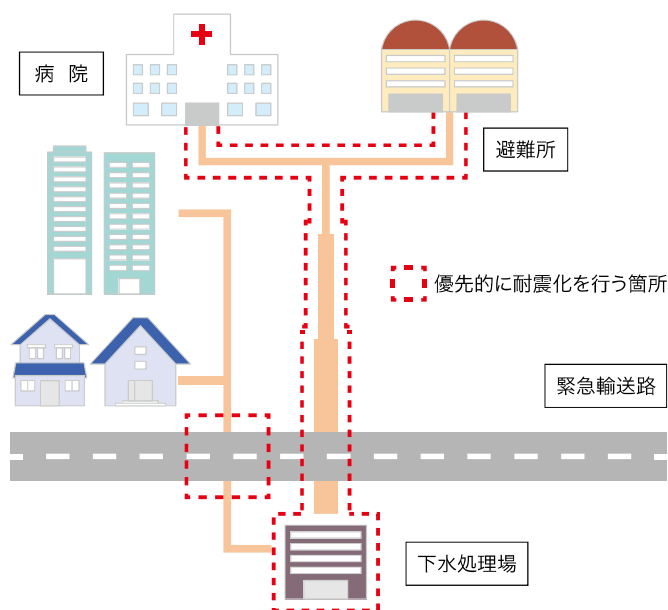 病 院
避難所
優先的に耐震化を行う箇所
緊急輸送路
下水処理場